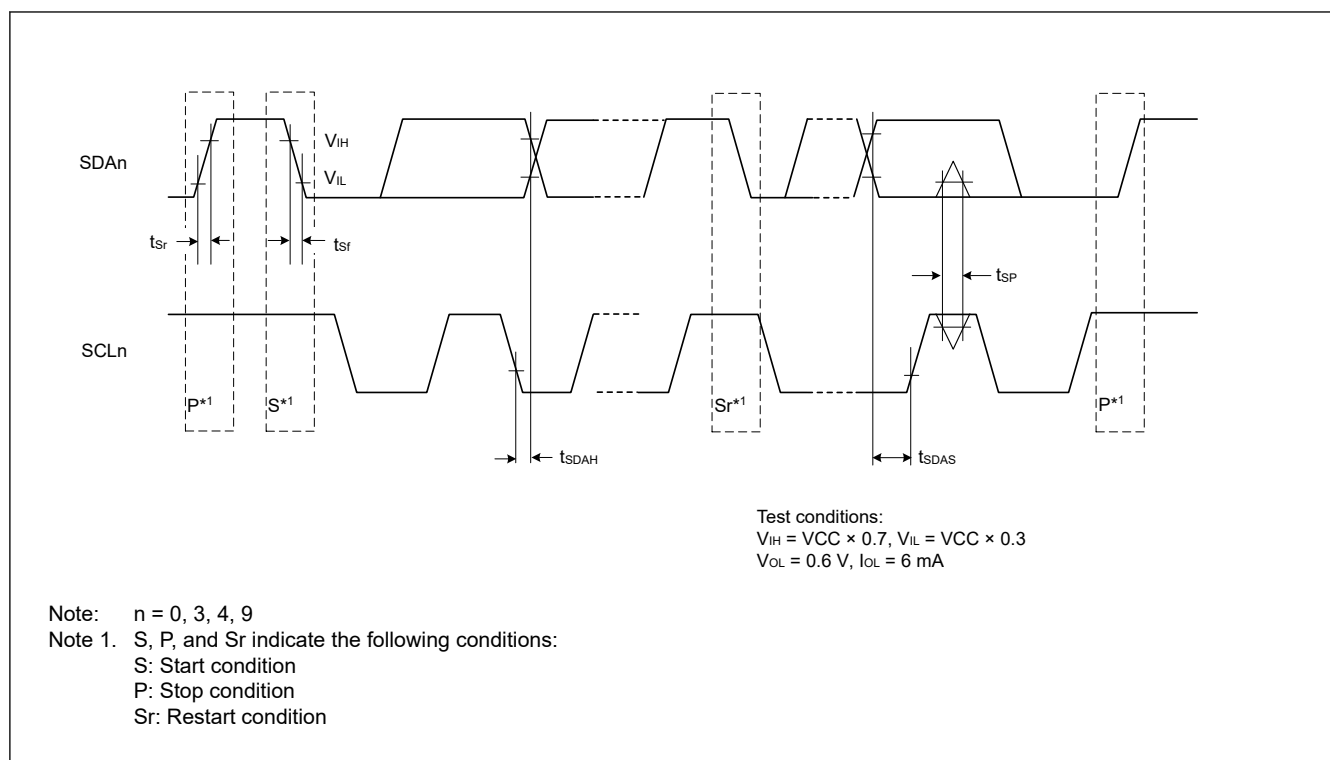 SDAn
VIH
VIL
tSr
tSf
tSP
SCLn
P*1
S*1
Sr*1
P*1
tSDAH
tSDAS
Test conditions:
VIH = VCC × 0.7, VIL = VCC × 0.3
VOL = 0.6 V, IOL = 6 mA
Note: n = 0, 3, 4, 9
Note 1. S, P, and Sr indicate the following conditions:
S: Start condition
P: Stop condition
Sr: Restart condition